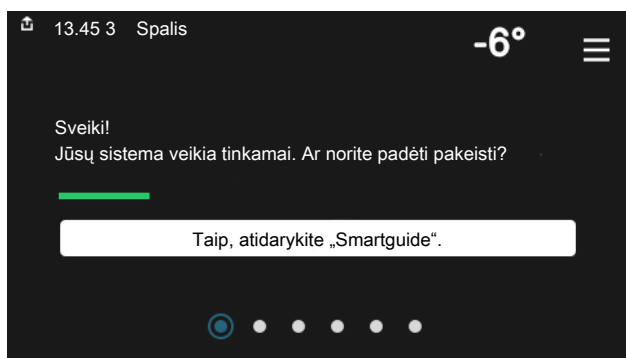 13.45 3 Spalis
-6°
Sveiki!
Jūsų sistema veikia tinkamai. Ar norite padėti pakeisti?
Taip, atidarykite „Smartguide“.